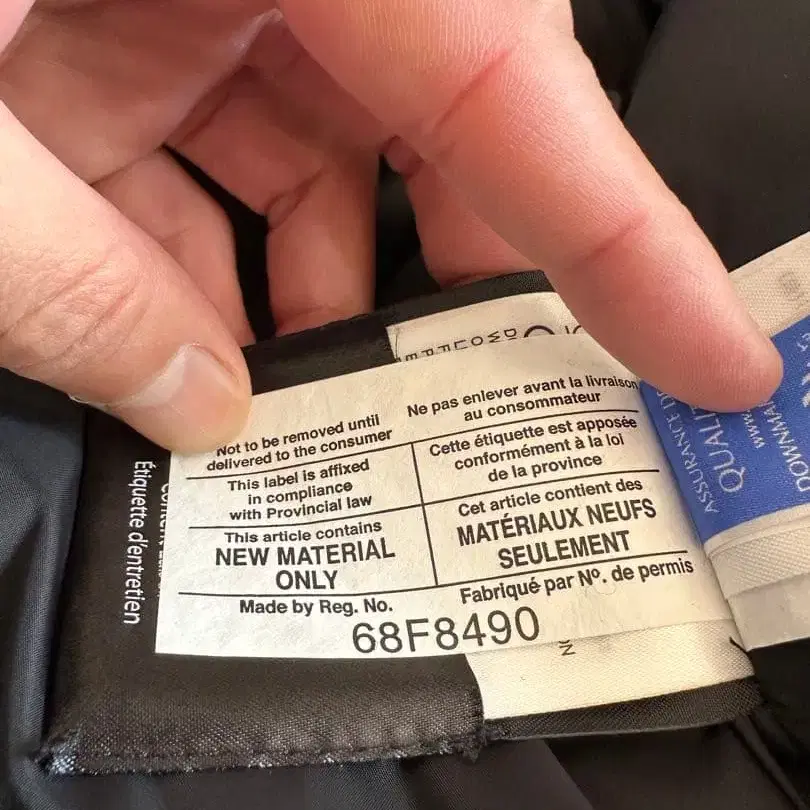 Not to be removed until
delivered to the consumer
Ne pas enlever avant la livraison
au consommateur
This label is affixed
in compliance
with Provincial law
Cette étiquette est apposée
conformément à la loi
de la province
This article contains
NEW MATERIAL
ONLY
Cet article contient des
MATÉRIAUX NEUFS
SEULEMENT
Made by Reg. No.
Fabriqué par Nº. de permis
68F8490
Étiquette d'entretien
ASSURANCE
QUALI
WWW.
DOWNMA